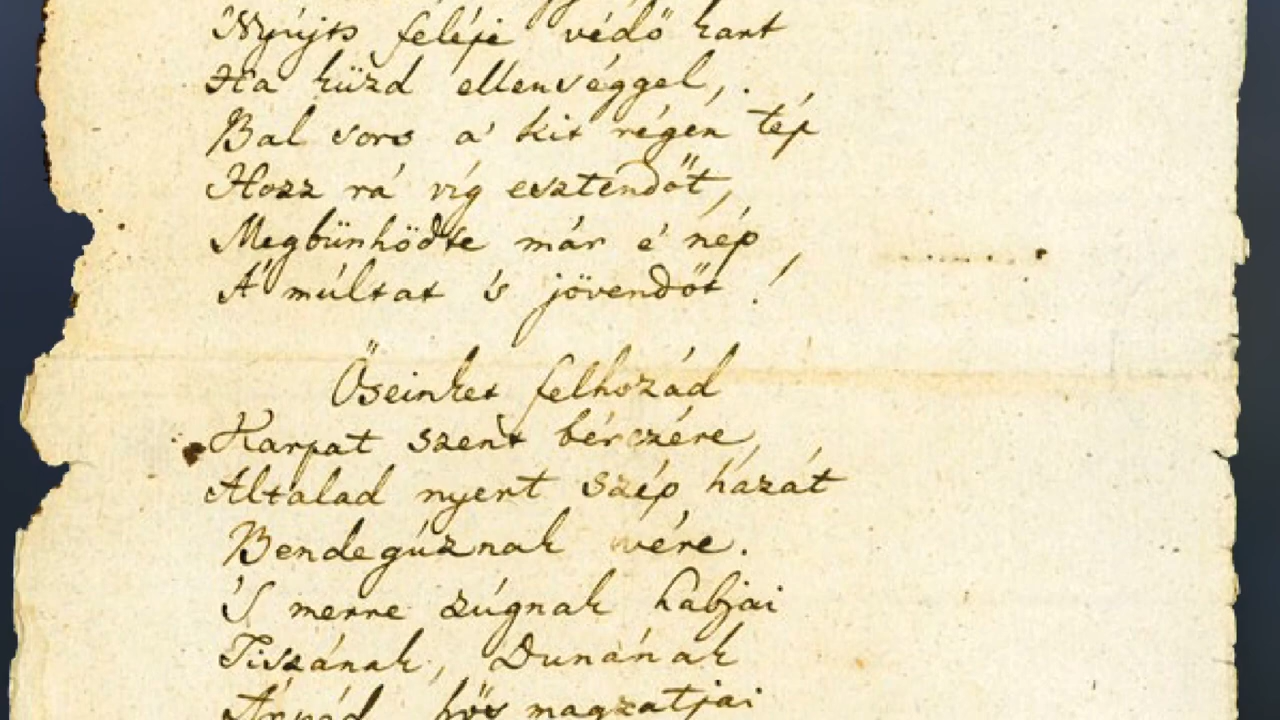 Nyújts feléje védő kart
Ha küzd ellenséggel,
Bal sors a' kit régen tép
Hozz rá víg esztendőt,
Megbünhödte már é' nép
A' múltat 's jövendőt!
Őseinket felhozád
Kárpát szent bérczére,
Általad nyert szép hazát
Bendegúznak vére.
'S merre zúgnak habjai
Tiszának, Dunának
Árpád hős magzatjai